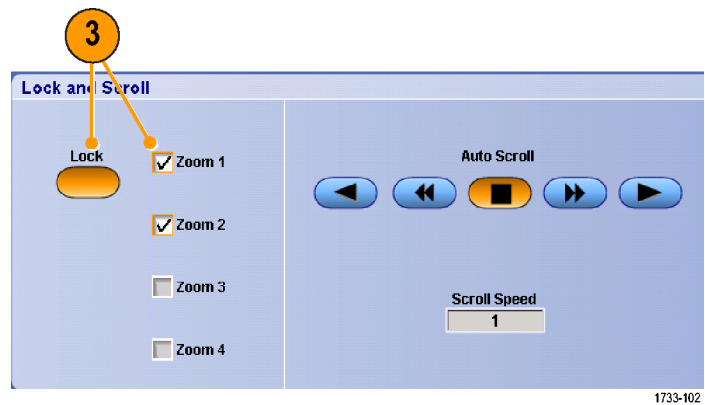 3
Lock and Scroll
Lock
Zoom 1
Zoom 2
Zoom 3
Zoom 4
Auto Scroll
Scroll Speed
1
1733-102